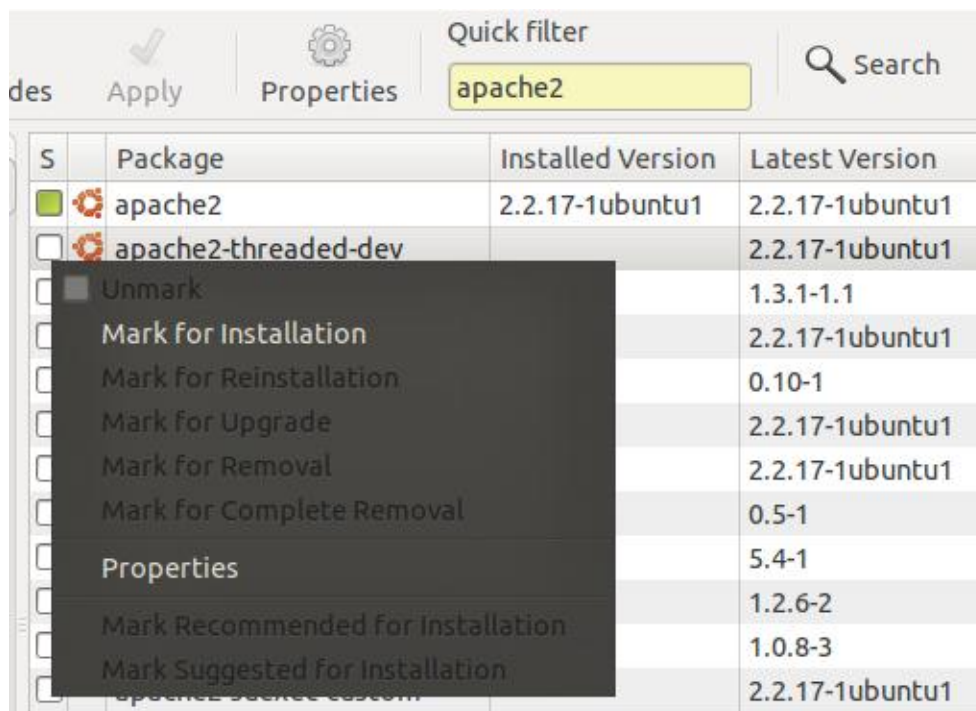 Quick filter
des Apply Properties apache2 Search
S Package Installed Version Latest Version
apache2 2.2.17-1ubuntu1 2.2.17-1ubuntu1
apache2-threaded-dev 2.2.17-1ubuntu1
Unmark 1.3.1-1.1
Mark for Installation 2.2.17-1ubuntu1
Mark for Reinstallation 0.10-1
Mark for Upgrade 2.2.17-1ubuntu1
Mark for Removal 2.2.17-1ubuntu1
Mark for Complete Removal 0.5-1
Properties 5.4-1
1.2.6-2
Mark Recommended for Installation
1.0.8-3
Mark Suggested for Installation
2.2.17-1ubuntu1